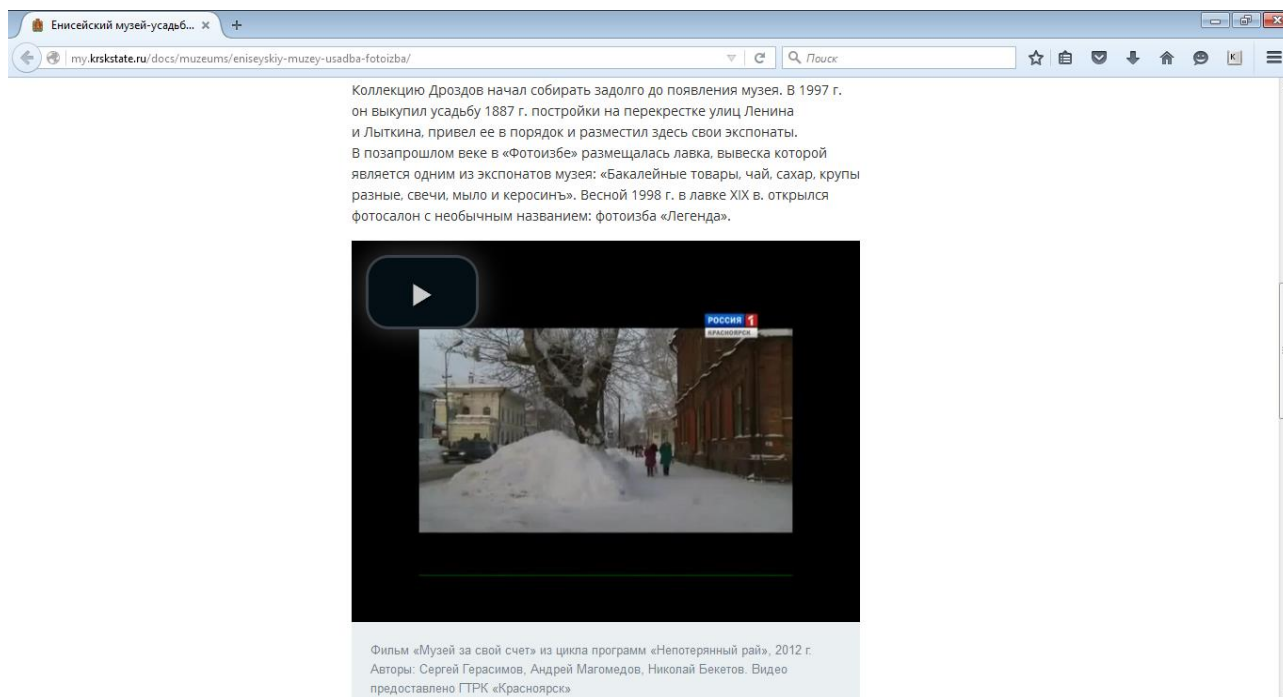 Енисейский музей-усадьб...
my.krskstate.ru/docs/muzeums/eniseyskiy-muzey-usadba-fotoizba/
Поиск
Коллекцию Дроздов начал собирать задолго до появления музея. В 1997 г.
он выкупил усадьбу 1887 г. постройки на перекрестке улиц Ленина
и Лыткина, привел ее в порядок и разместил здесь свои экспонаты.
В позапрошлом веке в «Фотоизбе» размещалась лавка, вывеска которой
является одним из экспонатов музея: «Бакалейные товары, чай, сахар, крупы
разные, свечи, мыло и керосинъ». Весной 1998 г. в лавке XIX в. открылся
фотосалон с необычным названием: фотоизба «Легенда».
РОССИЯ 1
КРАСНОЯРСК
Фильм «Музей за свой счет» из цикла программ «Непотерянный рай», 2012 г.
Авторы: Сергей Герасимов, Андрей Магомедов, Николай Бекетов. Видео
предоставлено ГТРК «Красноярск»